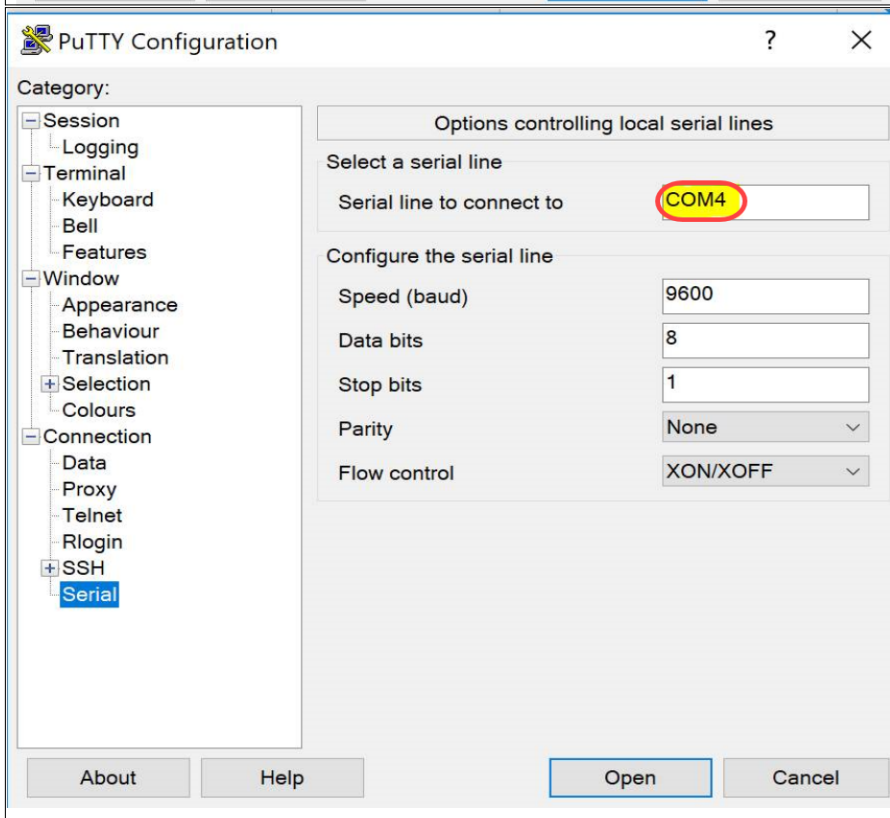 PuTTY Configuration ? ×
Category:
Session
Logging
Terminal
Keyboard
Bell
Features
Window
Appearance
Behaviour
Translation
Selection
Colours
Connection
Data
Proxy
Telnet
Rlogin
SSH
Serial
Options controlling local serial lines
Select a serial line
Serial line to connect to COM4
Configure the serial line
Speed (baud) 9600
Data bits 8
Stop bits 1
Parity None
Flow control XON/XOFF
About Help Open Cancel